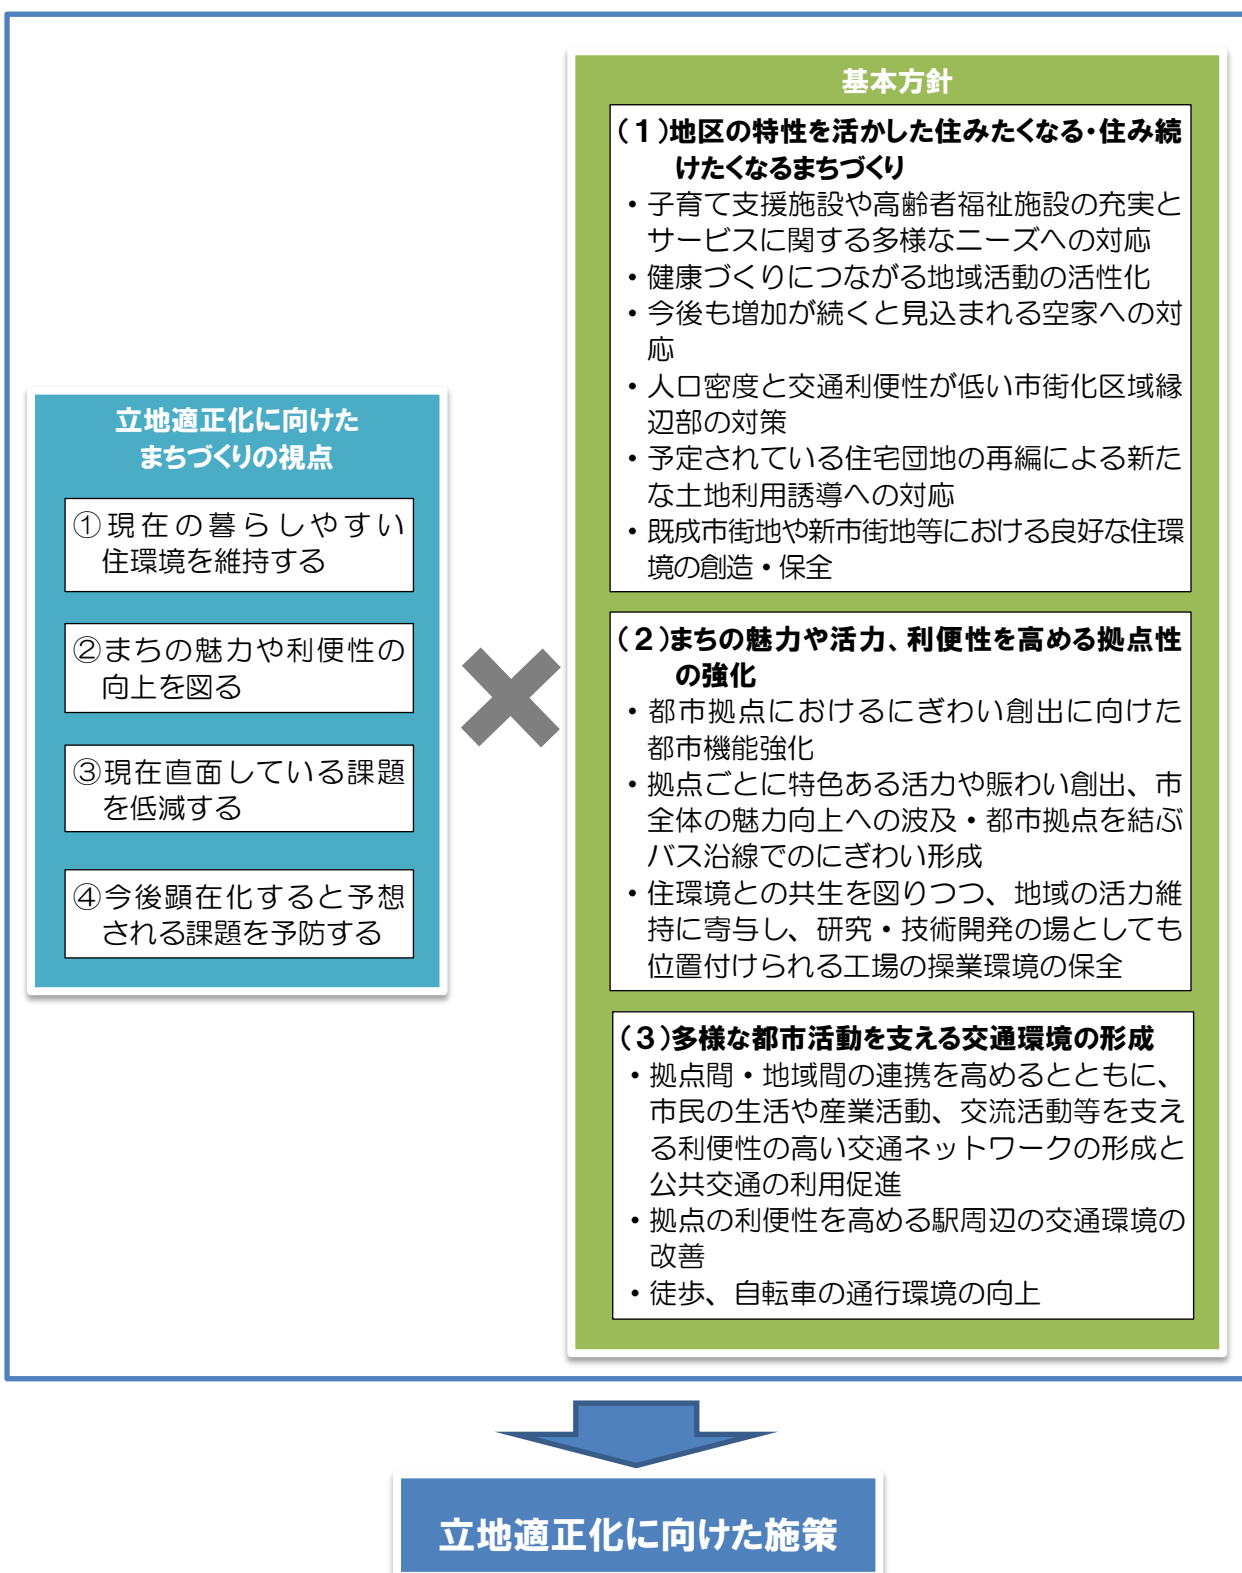 立地適正化に向けた
まちづくりの視点
①現在の暮らしやすい
住環境を維持する
②まちの魅力や利便性の
向上を図る
③現在直面している課題
を低減する
④今後顕在化すると予想
される課題を予防する
基本方針
（１）地区の特性を活かした住みたくなる・住み続
けたくなるまちづくり
・子育て支援施設や高齢者福祉施設の充実と
サービスに関する多様なニーズへの対応
・健康づくりにつながる地域活動の活性化
・今後も増加が続くと見込まれる空家への対
応
・人口密度と交通利便性が低い市街化区域縁
辺部の対策
・予定されている住宅団地の再編による新た
な土地利用誘導への対応
・既成市街地や新市街地等における良好な住環
境の創造・保全
（２）まちの魅力や活力、利便性を高める拠点性
の強化
・都市拠点におけるにぎわい創出に向けた
都市機能強化
・拠点ごとに特色ある活力や賑わい創出、市
全体の魅力向上への波及・都市拠点を結ぶ
バス沿線でのにぎわい形成
・住環境との共生を図りつつ、地域の活力維
持に寄与し、研究・技術開発の場としても
位置付けられる工場の操業環境の保全
（３）多様な都市活動を支える交通環境の形成
・拠点間・地域間の連携を高めるとともに、
市民の生活や産業活動、交流活動等を支え
る利便性の高い交通ネットワークの形成と
公共交通の利用促進
・拠点の利便性を高める駅周辺の交通環境の
改善
・徒歩、自転車の通行環境の向上
立地適正化に向けた施策